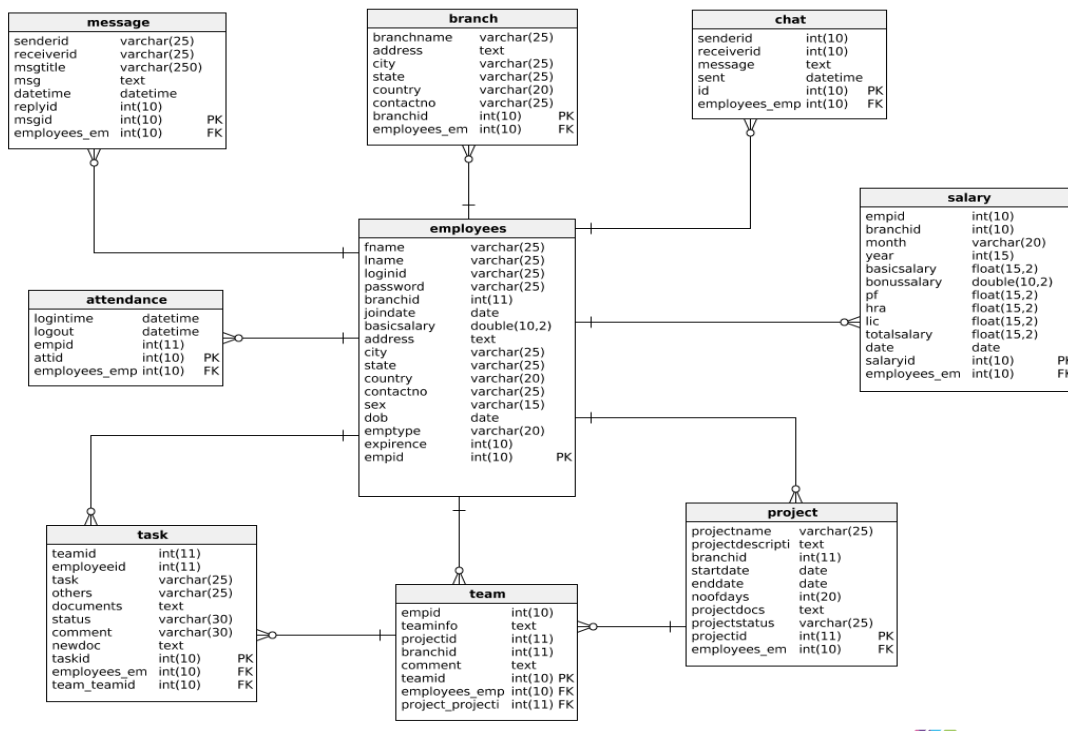 message
senderid varchar(25)
receiverid varchar(25)
msgtitle varchar(250)
msg text
datetime datetime
replyid int(10)
msgid int(10) PK
employees_em int(10) FK
branch
branchname varchar(25)
address text
city varchar(25)
state varchar(25)
country varchar(20)
contactno varchar(25)
branchid int(10) PK
employees_em int(10) FK
chat
senderid int(10)
receiverid int(10)
message text
sent datetime
id int(10) PK
employees_emp int(10) FK
salary
empid int(10)
branchid int(10)
month varchar(20)
year int(15)
basicsalary float(15,2)
bonussalary double(10,2)
pf float(15,2)
hra float(15,2)
lic float(15,2)
totalsalary float(15,2)
date date
salaryid int(10) PK
employees_em int(10) FK
employees
fname varchar(25)
lname varchar(25)
loginid varchar(25)
password varchar(25)
branchid int(11)
joindate date
basicsalary double(10,2)
address text
city varchar(25)
state varchar(25)
country varchar(20)
contactno varchar(25)
sex varchar(15)
dob date
emptype varchar(20)
expirence int(10)
empid int(10) PK
attendance
logintime datetime
logout datetime
empid int(11)
attid int(10) PK
employees_emp int(10) FK
task
teamid int(11)
employeeid int(11)
task varchar(25)
others varchar(25)
documents text
status varchar(30)
comment varchar(30)
newdoc text
taskid int(10) PK
employees_em int(10) FK
team_teamid int(10) FK
team
empid int(10)
teaminfo text
projectid int(11)
branchid int(11)
comment text
teamid int(10) PK
employees_emp int(10) FK
project_projecti int(11) FK
project
projectname varchar(25)
projectdescripti text
branchid int(11)
startdate date
enddate date
noofdays int(20)
projectdocs text
projectstatus varchar(25)
projectid int(11) PK
employees_em int(10) FK